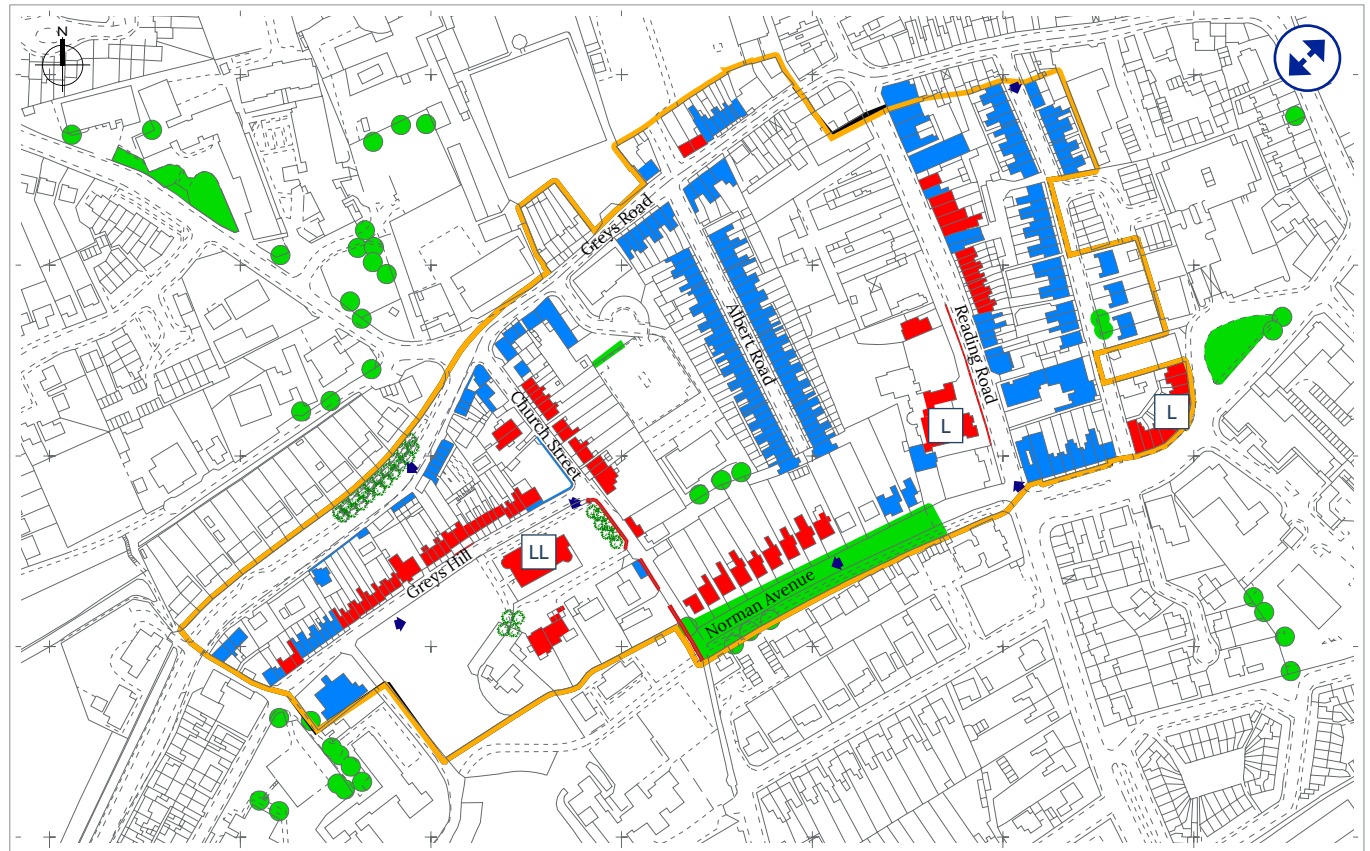 N
Greys Road
Albert Road
Reading Road
Church Street
L
L
LL
Greys Hill
Norman Avenue